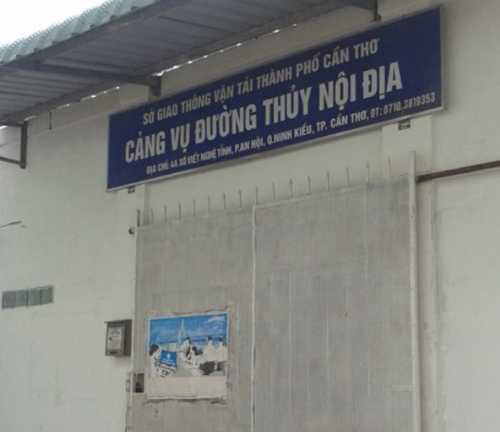 SỞ GIAO THÔNG VẬN TẢI THÀNH PHỐ CẦN THƠ
CẢNG VỤ ĐƯỜNG THỦY NỘI ĐỊA
ĐỊA CHỈ: 4A XÔ VIẾT NGHỆ TĨNH, P.AN HỘI, Q.NINH KIỀU, TP. CẦN THƠ, ĐT: 0710.3819353